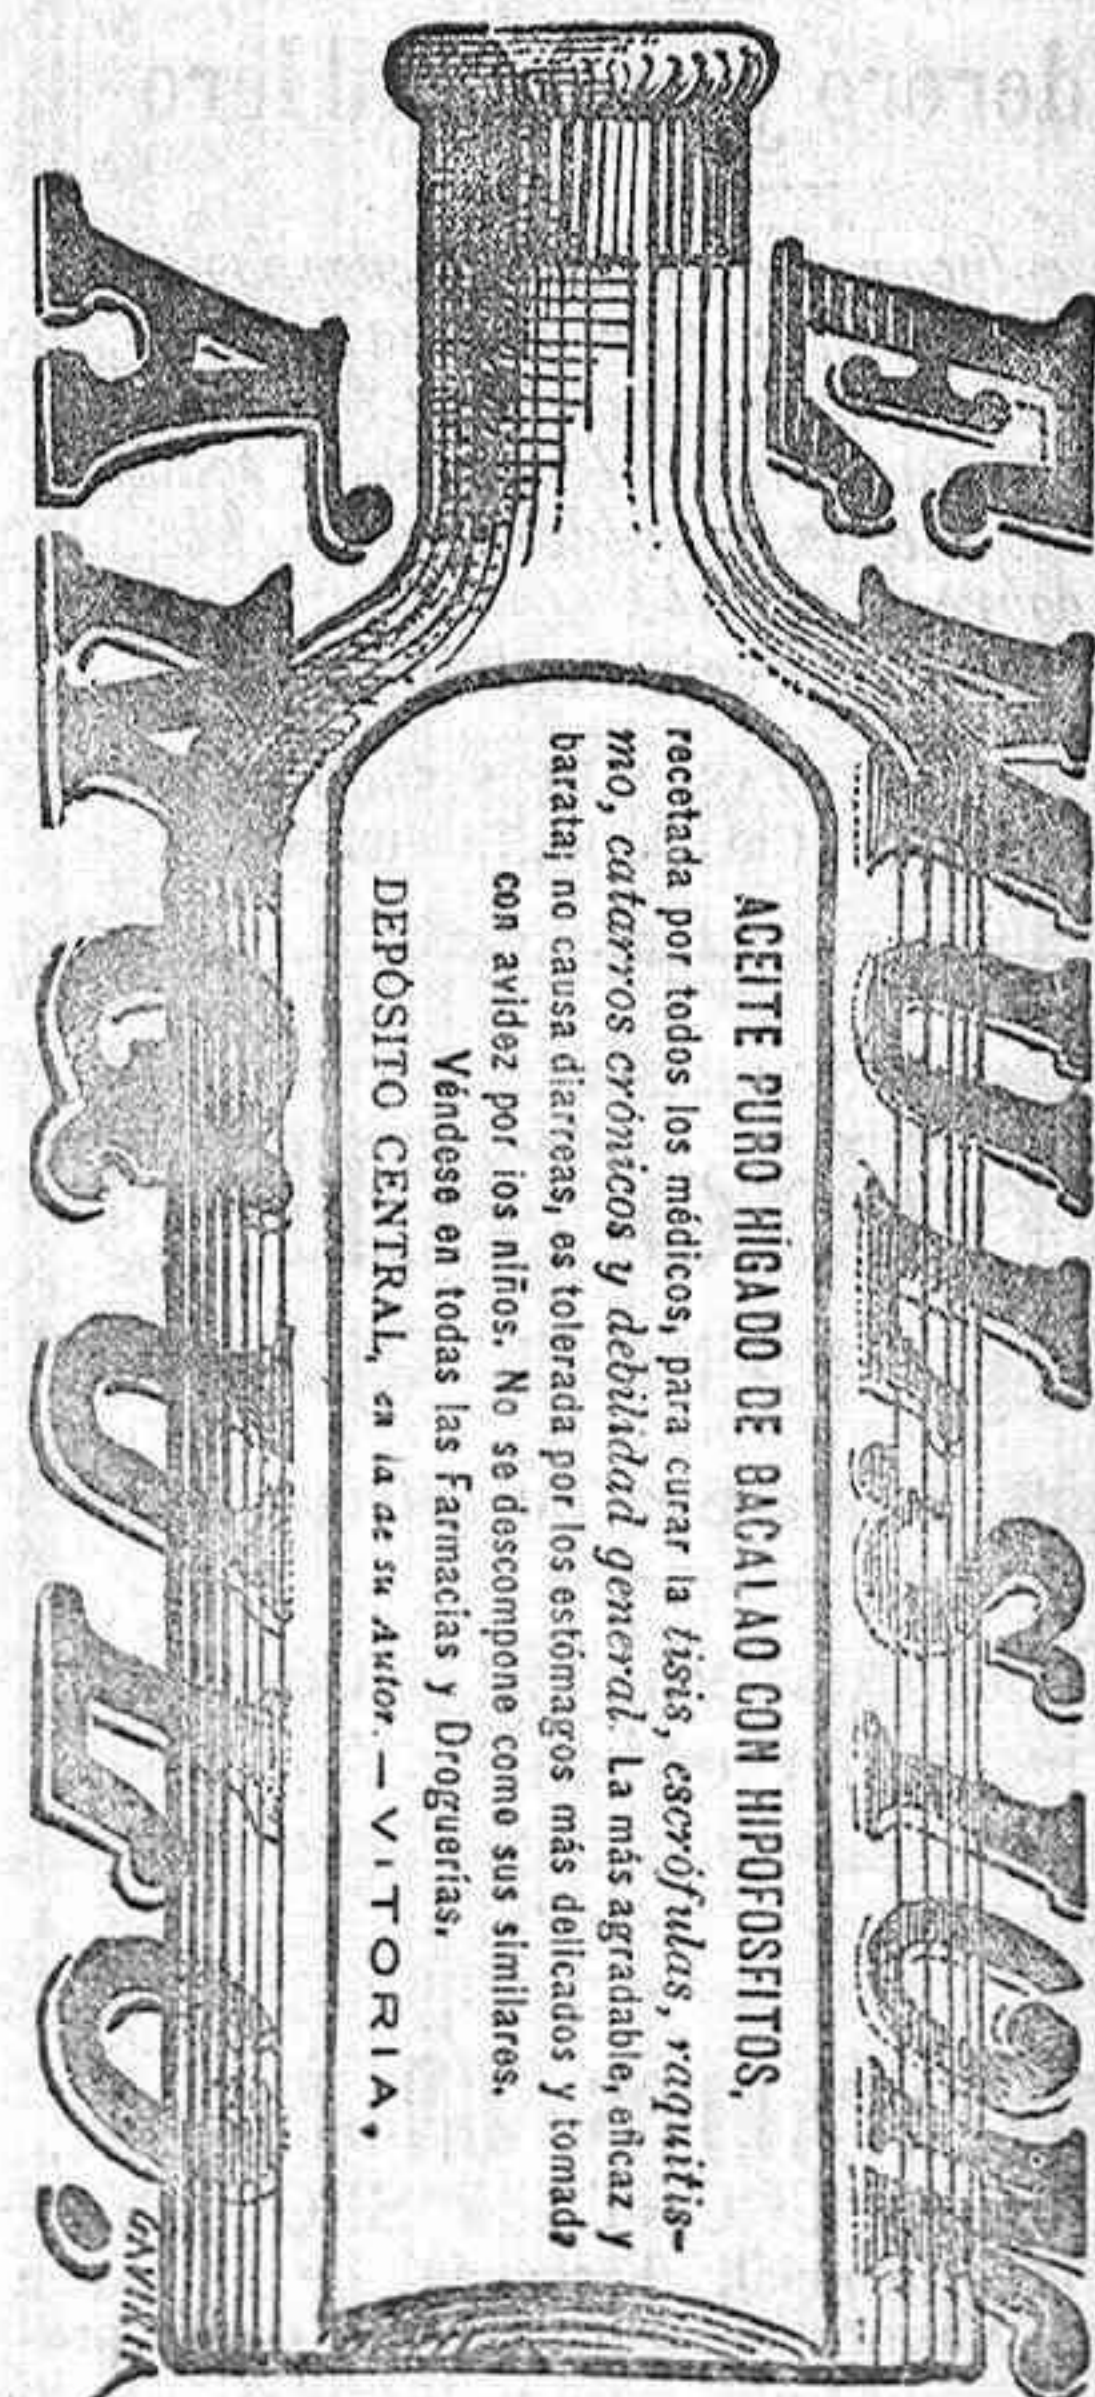 EMULSION
ACEITE PURO HÍGADO DE BACALAO CON HIPOFOSFITOS,
recetada por todos los médicos, para curar la tisis, escrófulas, raquitis-
mo, catarros crónicos y debilidad general. La más agradable, eficaz y
barata; no causa diarreas, es tolerada por los estómagos más delicados y tomada
con avidez por los niños. No se descompone como sus similares.
Véndese en todas las Farmacias y Droguerías.
DEPÓSITO CENTRAL, en la de su Autor.—VITORIA,
ANGULO.
GAVIRIA